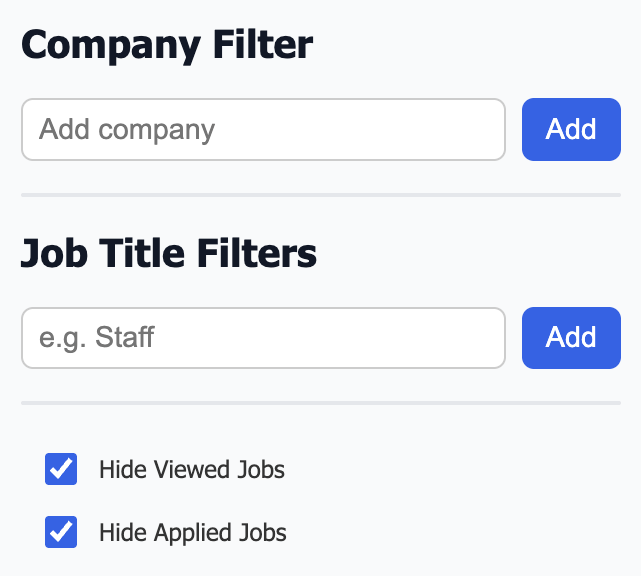 Company Filter
Add company
Add
Job Title Filters
e.g. Staff
Add
Hide Viewed Jobs
Hide Applied Jobs